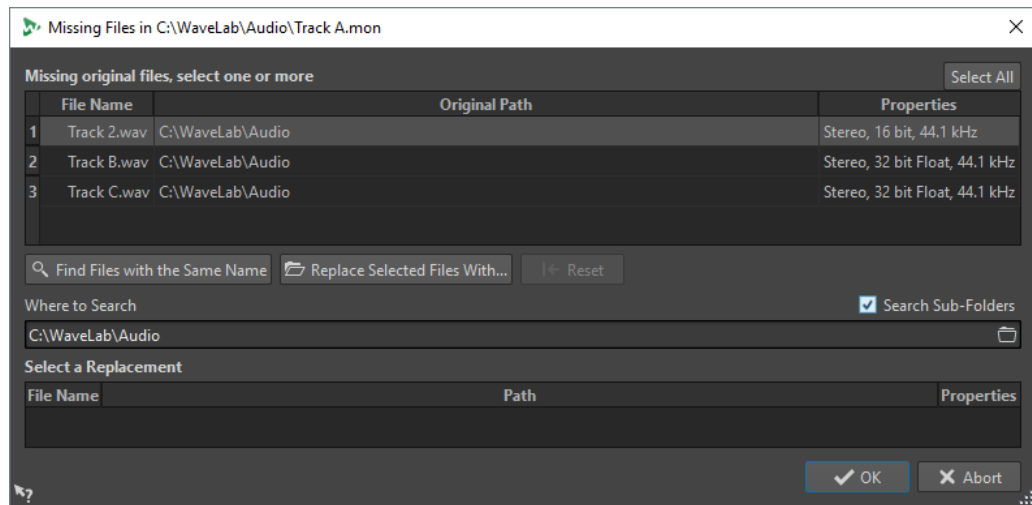 Missing Files in C:\WaveLab\Audio\Track A.mon
Missing original files, select one or more Select All
File Name Original Path Properties
1 Track 2.wav C:\WaveLab\Audio Stereo, 16 bit, 44.1 kHz
2 Track B.wav C:\WaveLab\Audio Stereo, 32 bit Float, 44.1 kHz
3 Track C.wav C:\WaveLab\Audio Stereo, 32 bit Float, 44.1 kHz
Find Files with the Same Name Replace Selected Files With... Reset
Where to Search Search Sub-Folders
C:\WaveLab\Audio
Select a Replacement
File Name Path Properties
OK Abort
?